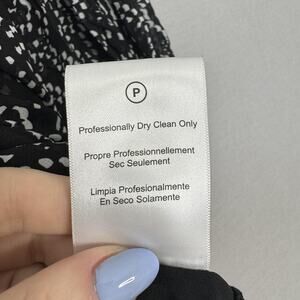 P
Professionally Dry Clean Only
Propre Professionnellement
Sec Seulement
Limpia Profesionalmente
En Seco Solamente